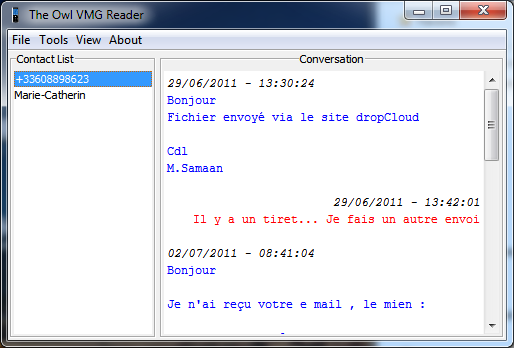 The Owl VMG Reader
File Tools View About
Contact List
+33608898623
Marie-Catherin
Conversation
29/06/2011 - 13:30:24
Bonjour
Fichier envoyé via le site dropCloud
Cdl
M.Samaan
29/06/2011 - 13:42:01
Il y a un tiret... Je fais un autre envoi
02/07/2011 - 08:41:04
Bonjour
Je n'ai reçu votre e mail , le mien :